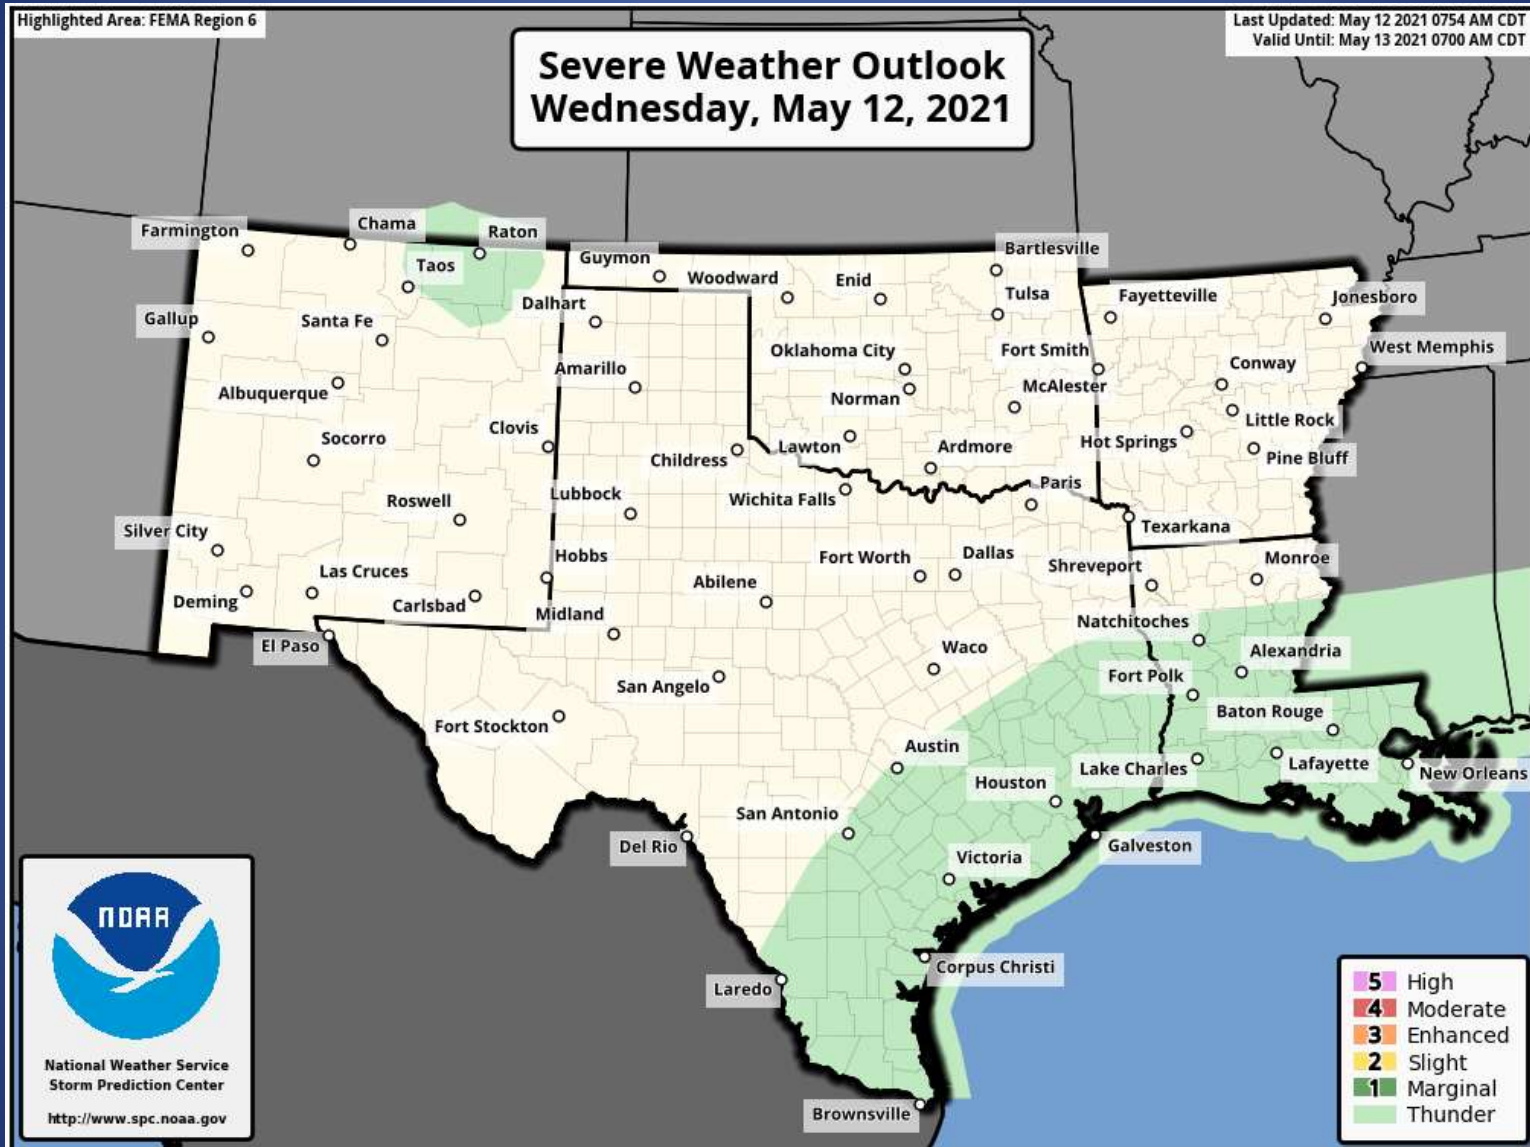 Highlighted Area: FEMA Region 6
Last Updated: May 12 2021 0754 AM CDT
Valid Until: May 13 2021 0700 AM CDT
Severe Weather Outlook
Wednesday, May 12, 2021
Farmington
Chama
Raton
Taos
Guymon
Woodward
Enid
Bartlesville
Tulsa
Fayetteville
Jonesboro
Gallup
Santa Fe
Dalhart
Oklahoma City
Fort Smith
Conway
West Memphis
Albuquerque
Amarillo
Norman
McAlester
Little Rock
Socorro
Clovis
Childress
Lawton
Ardmore
Hot Springs
Pine Bluff
Roswell
Lubbock
Wichita Falls
Paris
Texarkana
Silver City
Las Cruces
Hobbs
Fort Worth
Dallas
Shreveport
Monroe
Deming
Carlsbad
Midland
Abilene
Natchitoches
El Paso
San Angelo
Waco
Alexandria
Fort Polk
Fort Stockton
Baton Rouge
Austin
Houston
Lake Charles
Lafayette
New Orleans
San Antonio
Del Rio
Victoria
Galveston
Laredo
Corpus Christi
Brownsville
NOAA
National Weather Service
Storm Prediction Center
http://www.spc.noaa.gov
5 High
4 Moderate
3 Enhanced
2 Slight
1 Marginal
Thunder